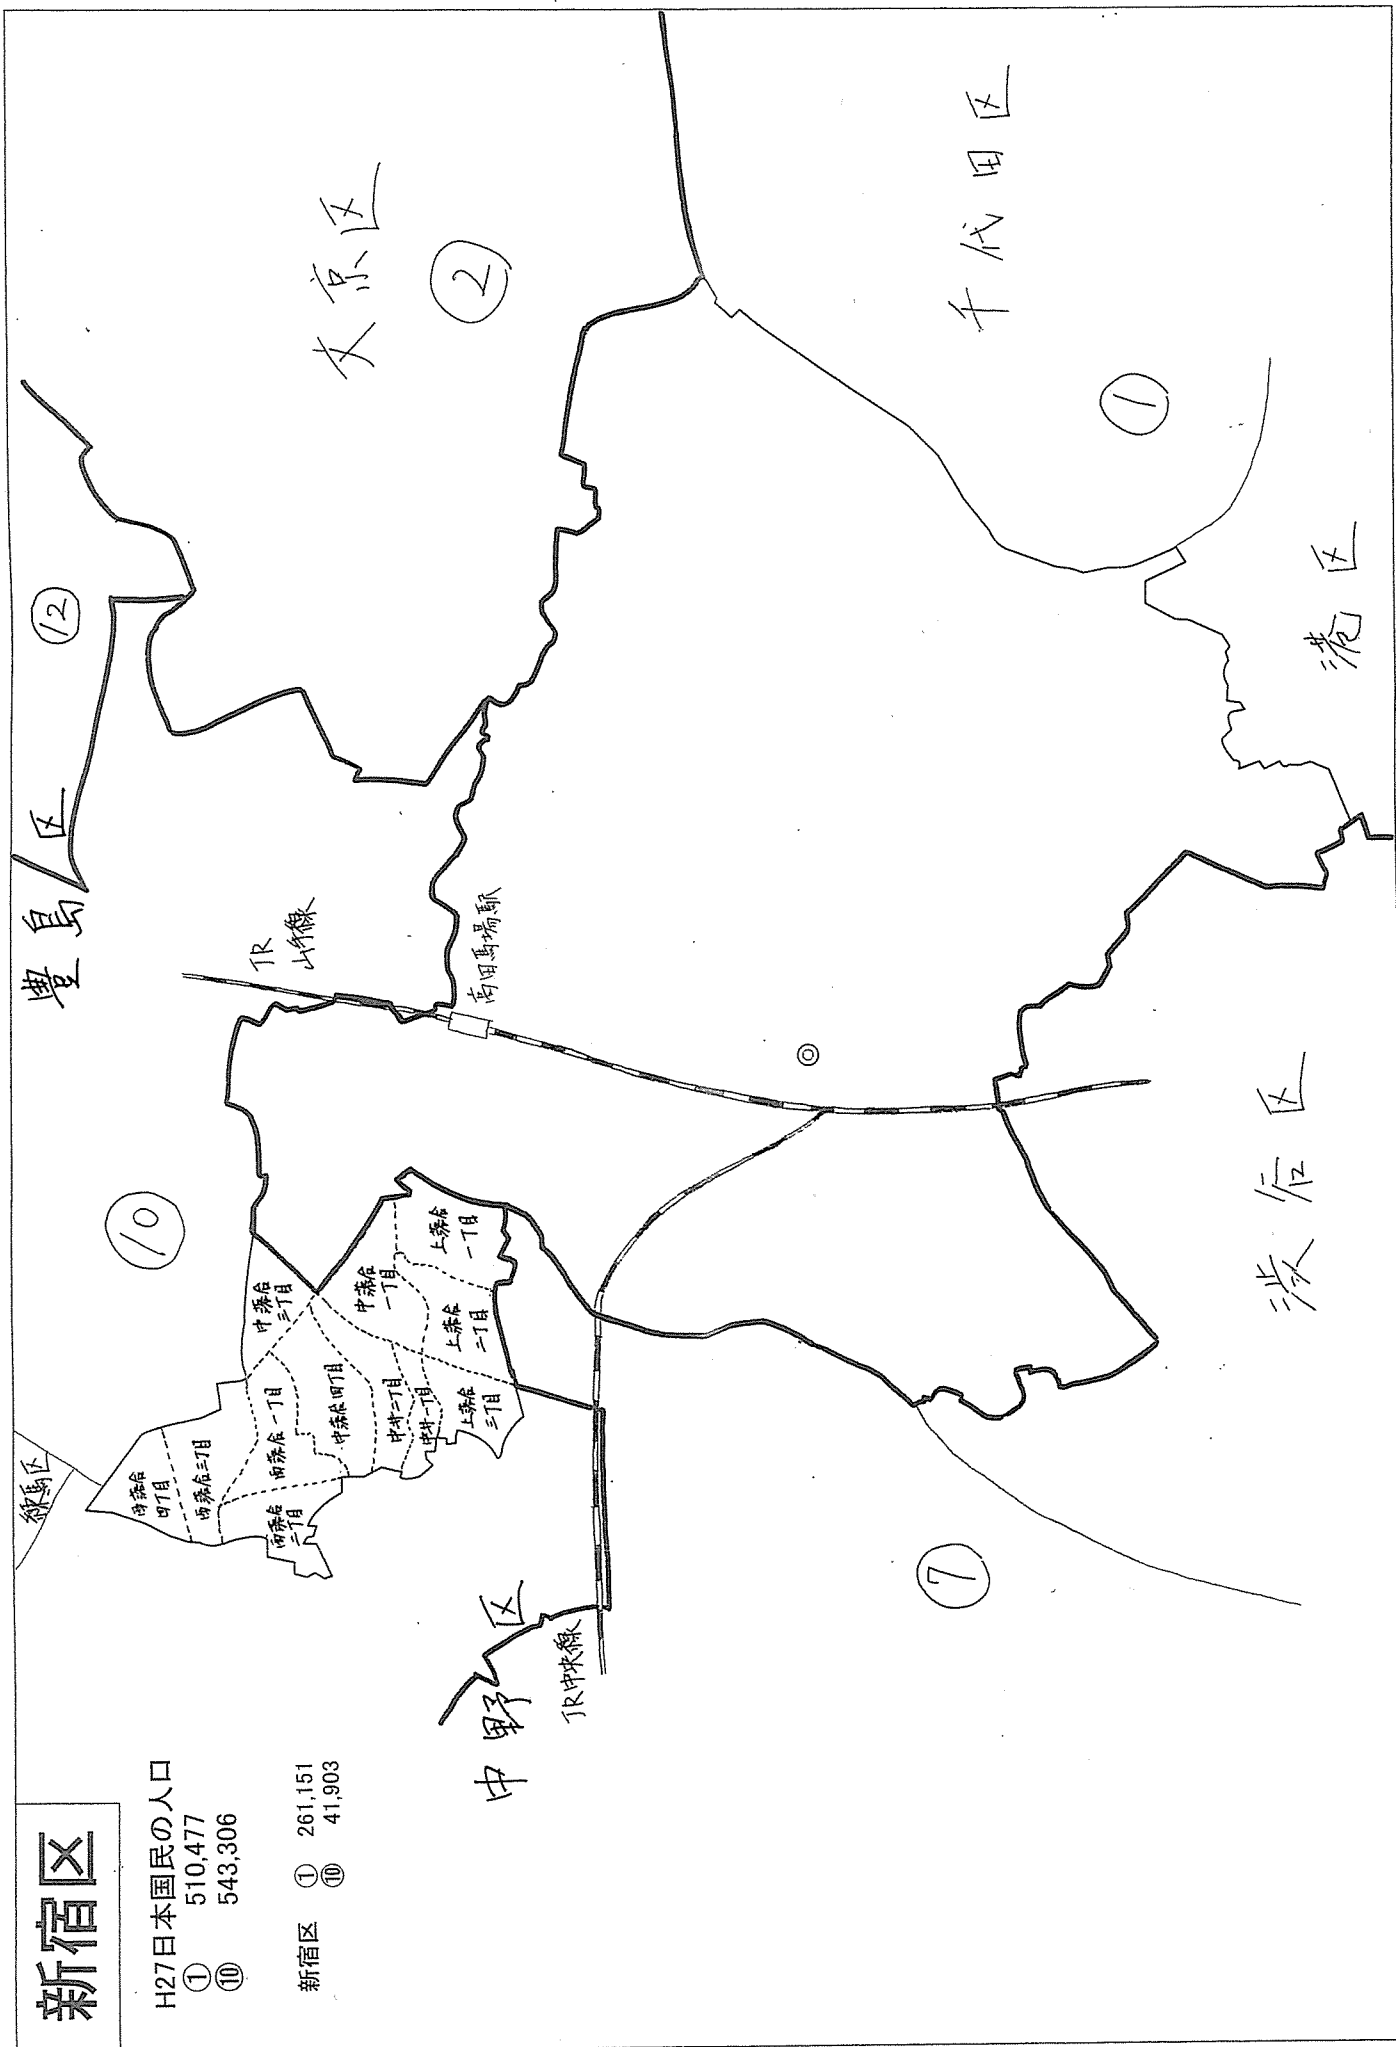 新宿区
H27日本国民の人口
① 510,477
⑩ 543,306
新宿区 ① 261,151
⑩ 41,903
練馬区
豊島区
⑫
⑩
文京区
②
千代田区
①
港区
渋谷区
⑦
中野区
JR中央線
JR
山手線
高田馬場駅
西落合
四丁目
西落合三丁目
西落合
二丁目
西落合一丁目
中落合
三丁目
中落合四丁目
中落合
一丁目
中井二丁目
中井一丁目
上落合
一丁目
上落合
二丁目
上落合
三丁目